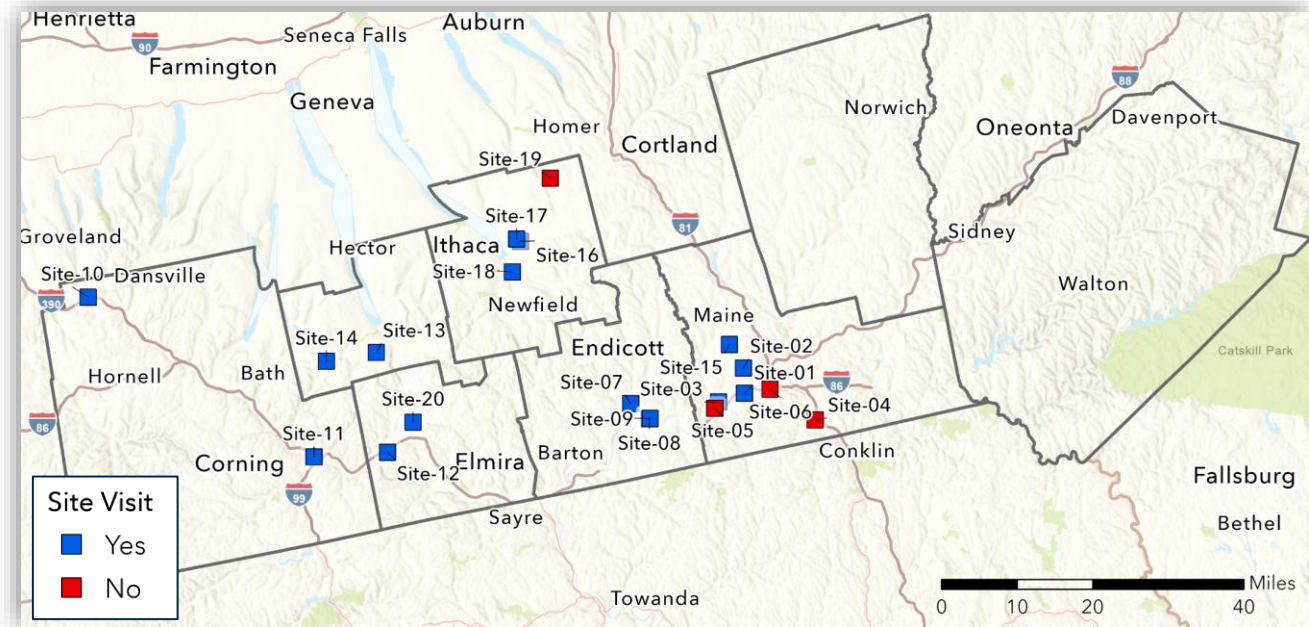 Henrietta
Auburn
Seneca Falls
90
Farmington
88
Geneva
Norwich
Davenport
Homer
Oneonta
Cortland
Site-19
Site-17
81
Sidney
Groveland
Hector
Ithaca
Site-16
Site-10
Dansville
Site-18
Walton
390
Newfield
Maine
Site-14
Site-13
Site-02
Endicott
Catskill Park
Hornell
Bath
Site-15
Site-07
Site-03
Site-01
86
Site-20
Site-09
Site-06
Site-04
86
Site-05
Site-11
Site-08
Corning
Site-12
Elmira
Barton
Conklin
99
Fallsburg
Site Visit
Sayre
Bethel
Yes
No
Towanda
Miles
0 10 20 40